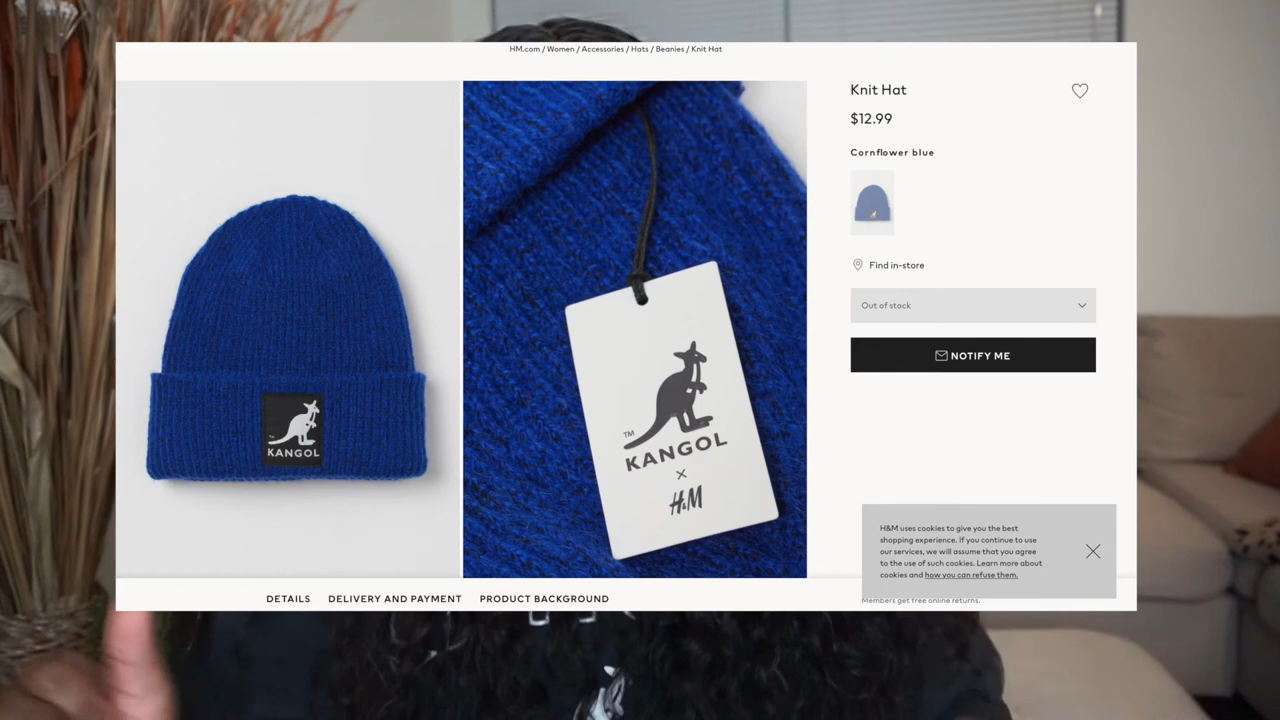 HM.com / Women / Accessories / Hats / Beanies / Knit Hat
Knit Hat
$12.99
Cornflower blue
Find in-store
Out of stock
NOTIFY ME
TM
KANGOL
TM
KANGOL
×
H&M
H&M uses cookies to give you the best
shopping experience. If you continue to use
our services, we will assume that you agree
to the use of such cookies. Learn more about
cookies and how you can refuse them.
Members get free online returns.
DETAILS DELIVERY AND PAYMENT PRODUCT BACKGROUND